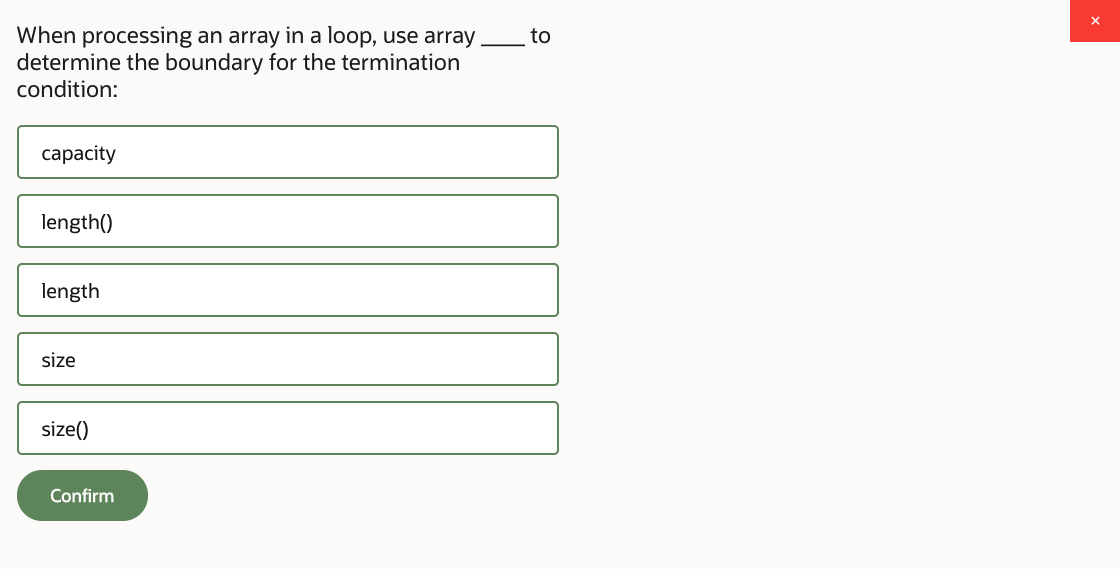 When processing an array in a loop, use array ____ to
determine the boundary for the termination
condition:
capacity
length()
length
size
size()
Confirm
×